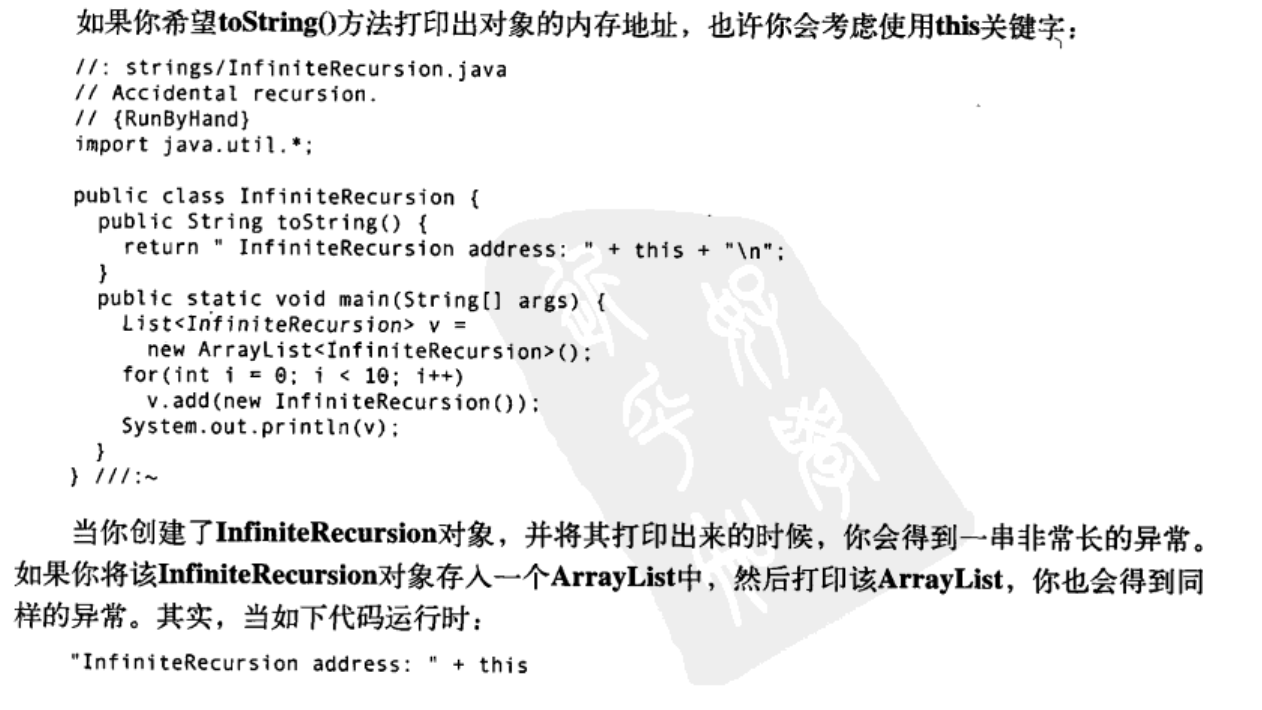 如果你希望toString()方法打印出对象的内存地址，也许你会考虑使用this关键字：
//: strings/InfiniteRecursion.java
// Accidental recursion.
// {RunByHand}
import java.util.*;
public class InfiniteRecursion {
public String toString() {
return " InfiniteRecursion address: " + this + "\n";
}
public static void main(String[] args) {
List<InfiniteRecursion> v =
new ArrayList<InfiniteRecursion>();
for(int i = 0; i < 10; i++)
v.add(new InfiniteRecursion());
System.out.println(v);
}
} ///:~
当你创建了InfiniteRecursion对象，并将其打印出来的时候，你会得到一串非常长的异常。
如果你将该InfiniteRecursion对象存入一个ArrayList中，然后打印该ArrayList，你也会得到同
样的异常。其实，当如下代码运行时：
"InfiniteRecursion address: " + this